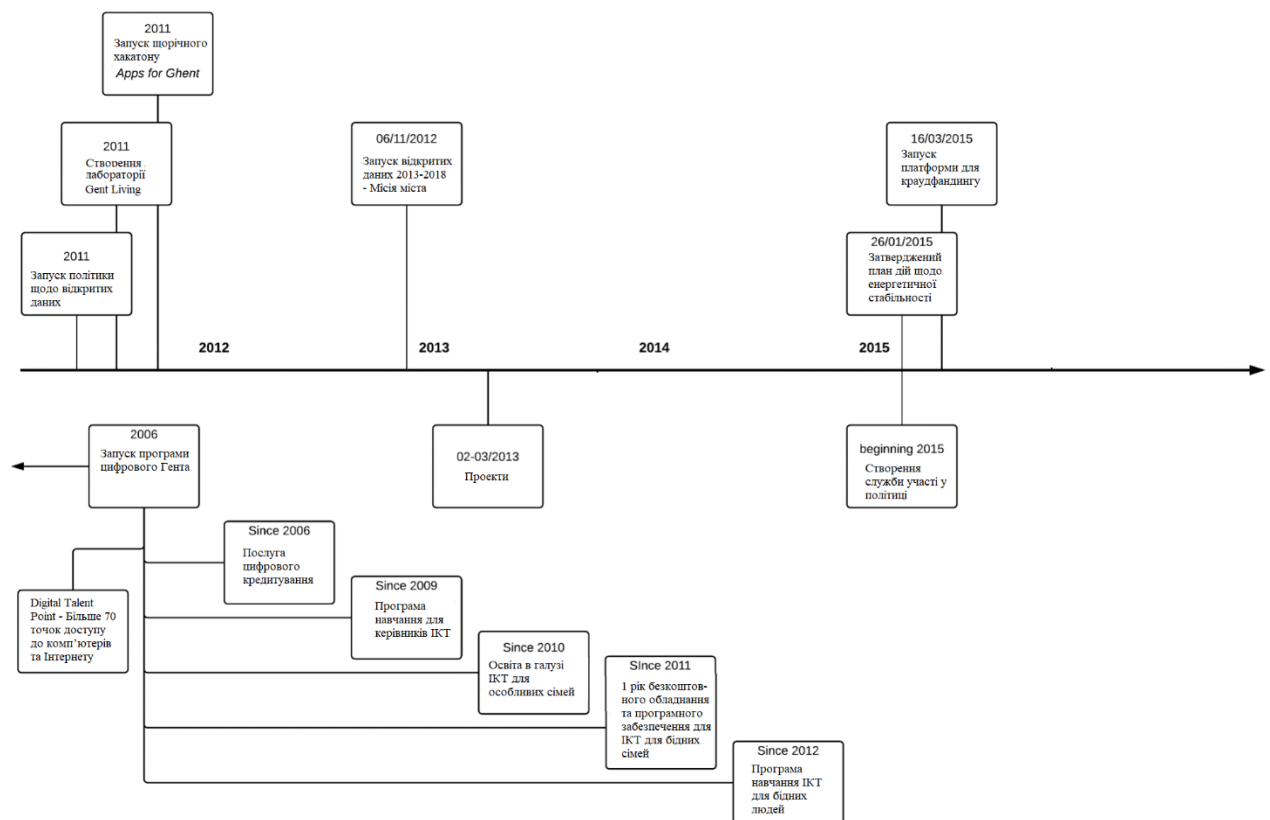 2011
Запуск щорічного
хакатону
Apps for Ghent
2011
Створення
лабораторії
Gent Living
2011
Запуск політики
щодо відкритих
даних
06/11/2012
Запуск відкритих
даних 2013-2018
- Місія міста
16/03/2015
Запуск
платформи для
краудфандингу
26/01/2015
Затверджений
план дій щодо
енергетичної
стабільності
2012
2013
2014
2015
2006
Запуск програми
цифрового Гента
02-03/2013
Проекти
beginning 2015
Створення
служби участі у
політиці
Digital Talent
Point - Більше 70
точок доступу
до комп’ютерів
та Інтернету
Since 2006
Послуга
цифрового
кредитування
Since 2009
Програма
навчання для
керівників ІКТ
Since 2010
Освіта в галузі
ІКТ для
особливих сімей
SInce 2011
1 рік безкоштов-
ного обладнання
та програмного
забезпечення для
ІКТ для бідних
сімей
Since 2012
Програма
навчання ІКТ
для бідних
людей